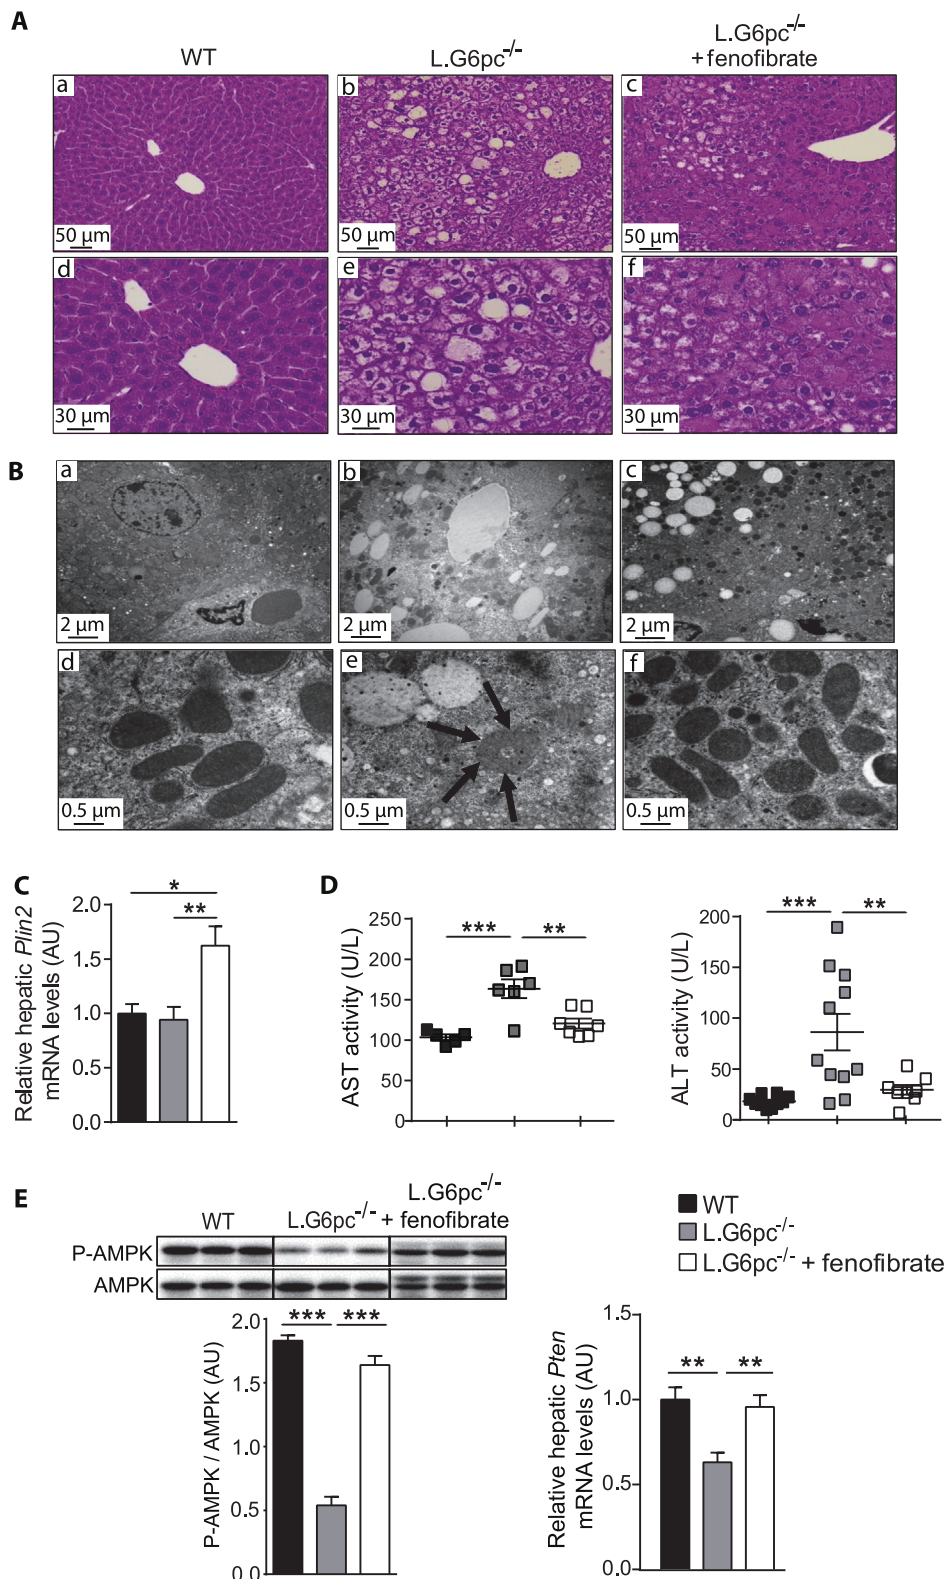 A
WT
L.G6pc-/-
L.G6pc-/-
+ fenofibrate
a
50 µm
b
50 µm
c
50 µm
d
30 µm
e
30 µm
f
30 µm
B
a
2 µm
b
2 µm
c
2 µm
d
0.5 µm
e
0.5 µm
f
0.5 µm
C
Relative hepatic Plin2
mRNA levels (AU)
2.0
1.5
1.0
0.5
0.0
*
**
D
AST activity (U/L)
250
200
150
100
50
0
***
**
ALT activity (U/L)
200
150
100
50
0
***
**
E
WT
L.G6pc-/-
L.G6pc-/-
+ fenofibrate
P-AMPK
AMPK
P-AMPK / AMPK (AU)
2.0
1.5
1.0
0.5
0.0
***
***
WT
L.G6pc-/-
L.G6pc-/- + fenofibrate
Relative hepatic Pten
mRNA levels (AU)
1.5
1.0
0.5
0.0
**
**